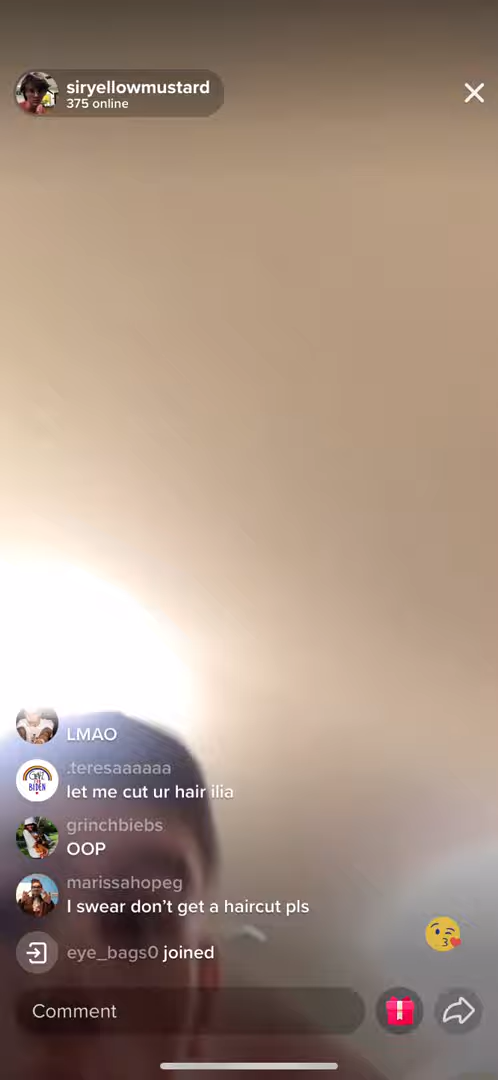 siryellowmustard
375 online
LMAO
.teresaaaaaa
let me cut ur hair ilia
grinchbiebs
OOP
marissahopeg
I swear don't get a haircut pls
eye_bags0 joined
Comment